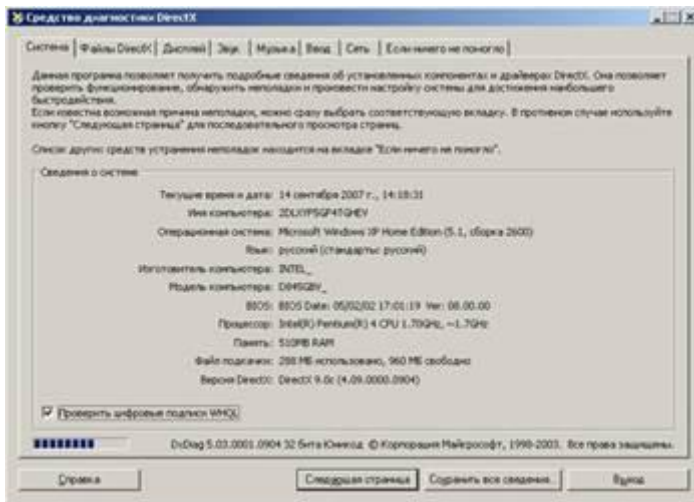 Средство диагностики DirectX
Система Файлы DirectX Дисплей Звук Музыка Ввод Сеть Если ничего не помогло
Данная программа позволяет получить подробные сведения об установленных компонентах и драйверах DirectX. Она позволяет
проверить функционирование, обнаружить неполадки и произвести настройку системы для достижения наибольшего
быстродействия.
Если известна возможная причина неполадки, можно сразу выбрать соответствующую вкладку. В противном случае используйте
кнопку "Следующая страница" для последовательного просмотра страниц.
Список других средств устранения неполадок находится на вкладке "Если ничего не помогло".
Сведения о системе
Текущие время и дата: 14 сентября 2007 г., 14:18:31
Имя компьютера:
Операционная система: Microsoft Windows XP Home Edition (5.1, сборка 2600)
Язык: русский (стандарты: русский)
Изготовитель компьютера: INTEL_
Модель компьютера: D845GBV_
BIOS: BIOS Date: 05/02/02 17:01:19 Ver: 08.00.00
Процессор: Intel(R) Pentium(R) 4 CPU 1.70GHz, ~1.7GHz
Память: 510MB RAM
Файл подкачки: 288 МБ использовано, 960 МБ свободно
Версия DirectX: DirectX 9.0c (4.09.0000.0904)
Проверить цифровые подписи WHQL
DxDiag 5.03.0001.0904 32 бита Юникод © Корпорация Майкрософт, 1998-2003. Все права защищены.
Справка Следующая страница Сохранить все сведения... Выход